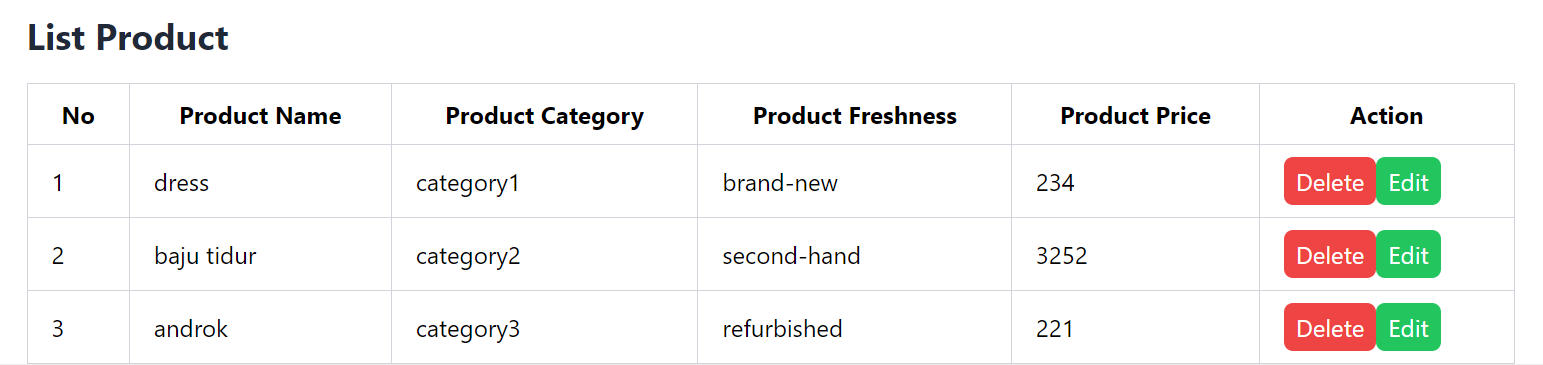 List Product
No Product Name Product Category Product Freshness Product Price Action
1 dress category1 brand-new 234 Delete Edit
2 baju tidur category2 second-hand 3252 Delete Edit
3 androk category3 refurbished 221 Delete Edit